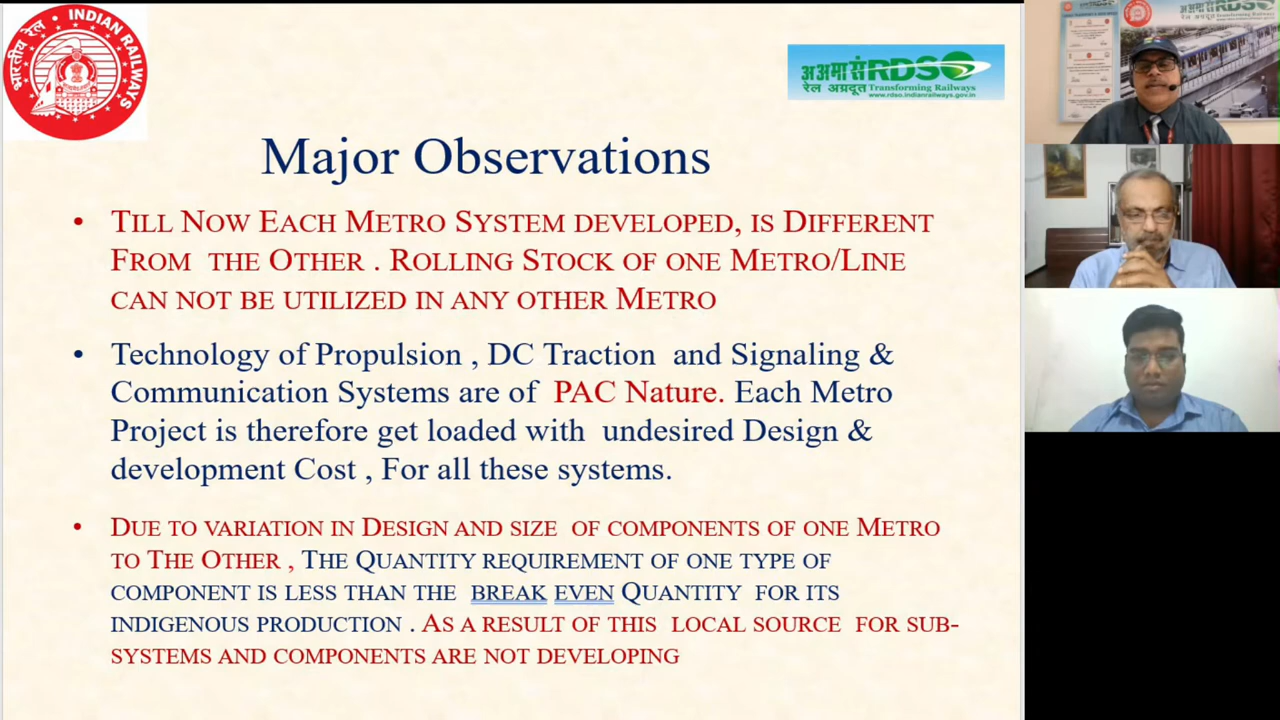 भारतीय रेल
INDIAN RAILWAYS
अ अ मा सं RDSO
रेल अग्रदूत Transforming Railways
www.rdso.indianrailways.gov.in
Major Observations
• TILL NOW EACH METRO SYSTEM DEVELOPED, IS DIFFERENT
FROM THE OTHER . ROLLING STOCK OF ONE METRO/LINE
CAN NOT BE UTILIZED IN ANY OTHER METRO
• Technology of Propulsion , DC Traction and Signaling &
Communication Systems are of PAC Nature. Each Metro
Project is therefore get loaded with undesired Design &
development Cost , For all these systems.
• DUE TO VARIATION IN DESIGN AND SIZE OF COMPONENTS OF ONE METRO
TO THE OTHER , THE QUANTITY REQUIREMENT OF ONE TYPE OF
COMPONENT IS LESS THAN THE BREAK EVEN QUANTITY FOR ITS
INDIGENOUS PRODUCTION . AS A RESULT OF THIS LOCAL SOURCE FOR SUB-
SYSTEMS AND COMPONENTS ARE NOT DEVELOPING